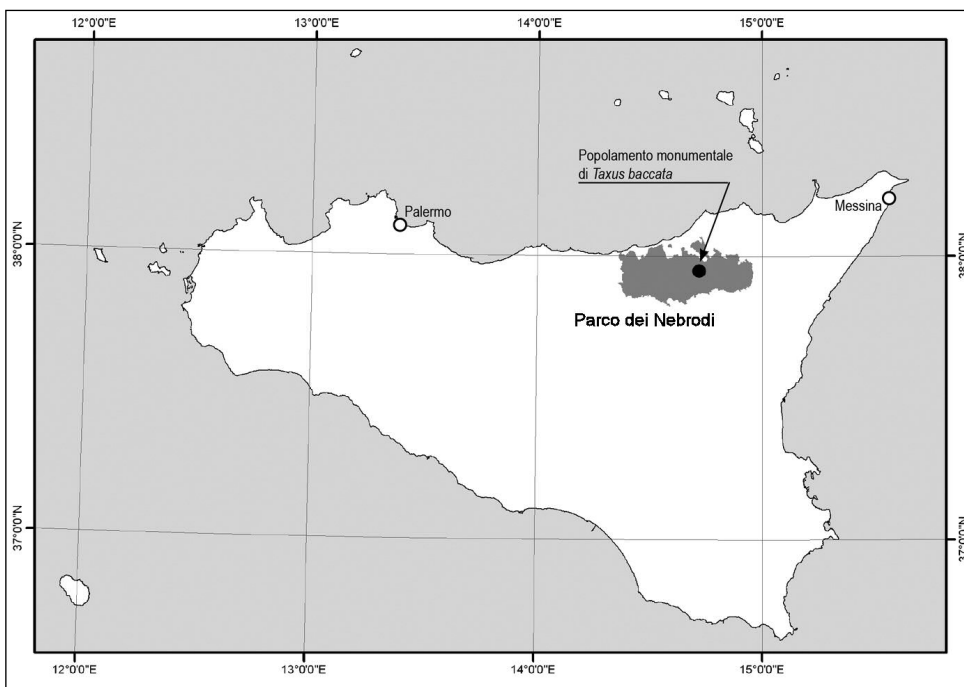 12°0'0"E 13°0'0"E 14°0'0"E 15°0'0"E
Popolamento monumentale
di Taxus baccata
Palermo
Messina
38°0'0"N
38°0'0"N
Parco dei Nebrodi
37°0'0"N
37°0'0"N
12°0'0"E 13°0'0"E 14°0'0"E 15°0'0"E